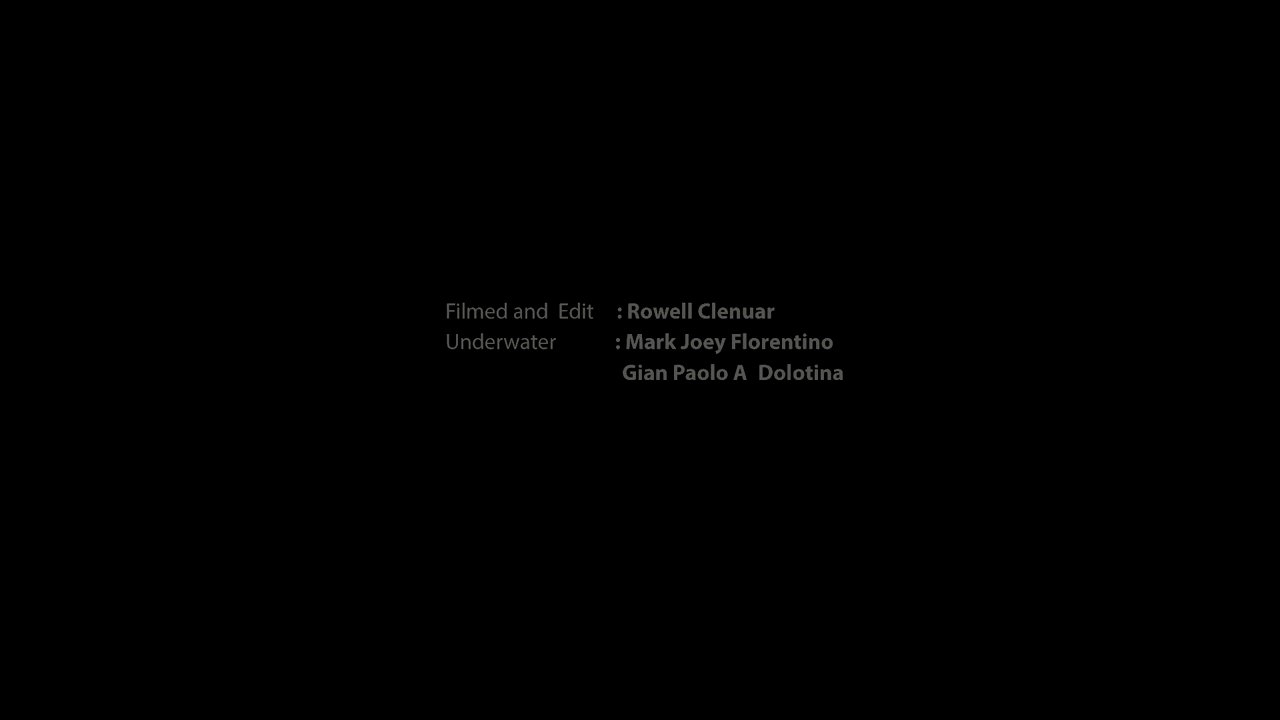 Filmed and Edit : Rowell Clenuar
Underwater : Mark Joey Florentino
Gian Paolo A Dolotina